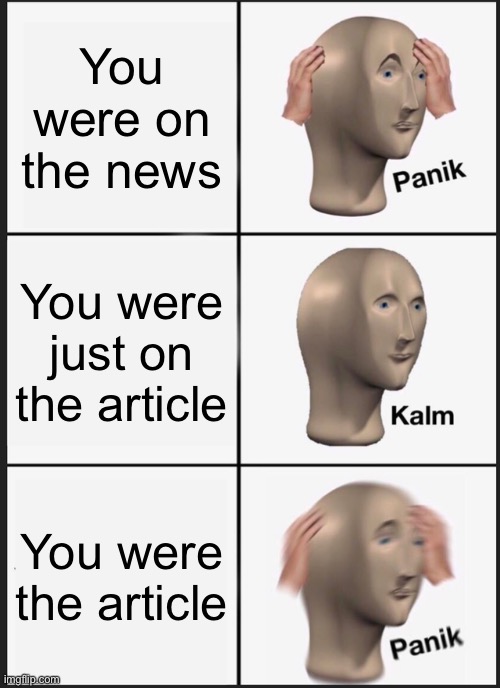 You
were on
the news
Panik
You were
just on
the article
Kalm
You were
the article
Panik
imgflip.com